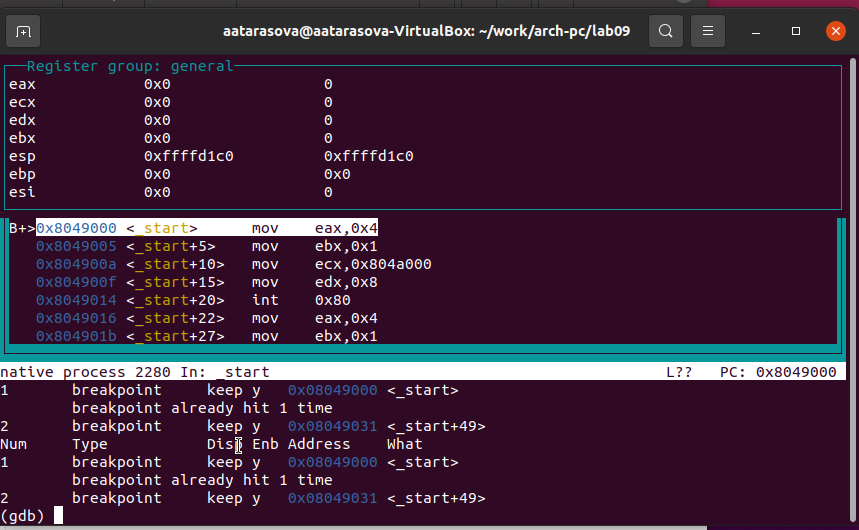 aatarasova@aatarasova-VirtualBox: ~/work/arch-pc/lab09
Register group: general
eax 0x0 0
ecx 0x0 0
edx 0x0 0
ebx 0x0 0
esp 0xffffd1c0 0xffffd1c0
ebp 0x0 0x0
esi 0x0 0
B+>0x8049000 <_start> mov eax,0x4
0x8049005 <_start+5> mov ebx,0x1
0x804900a <_start+10> mov ecx,0x804a000
0x804900f <_start+15> mov edx,0x8
0x8049014 <_start+20> int 0x80
0x8049016 <_start+22> mov eax,0x4
0x804901b <_start+27> mov ebx,0x1
native process 2280 In: _start L?? PC: 0x8049000
1 breakpoint keep y 0x08049000 <_start>
breakpoint already hit 1 time
2 breakpoint keep y 0x08049031 <_start+49>
Num Type Disp Enb Address What
1 breakpoint keep y 0x08049000 <_start>
breakpoint already hit 1 time
2 breakpoint keep y 0x08049031 <_start+49>
(gdb)